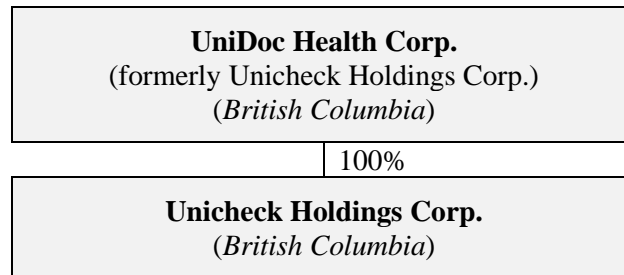 UniDoc Health Corp.
(formerly Unicheck Holdings Corp.)
(British Columbia)
100%
Unicheck Holdings Corp.
(British Columbia)